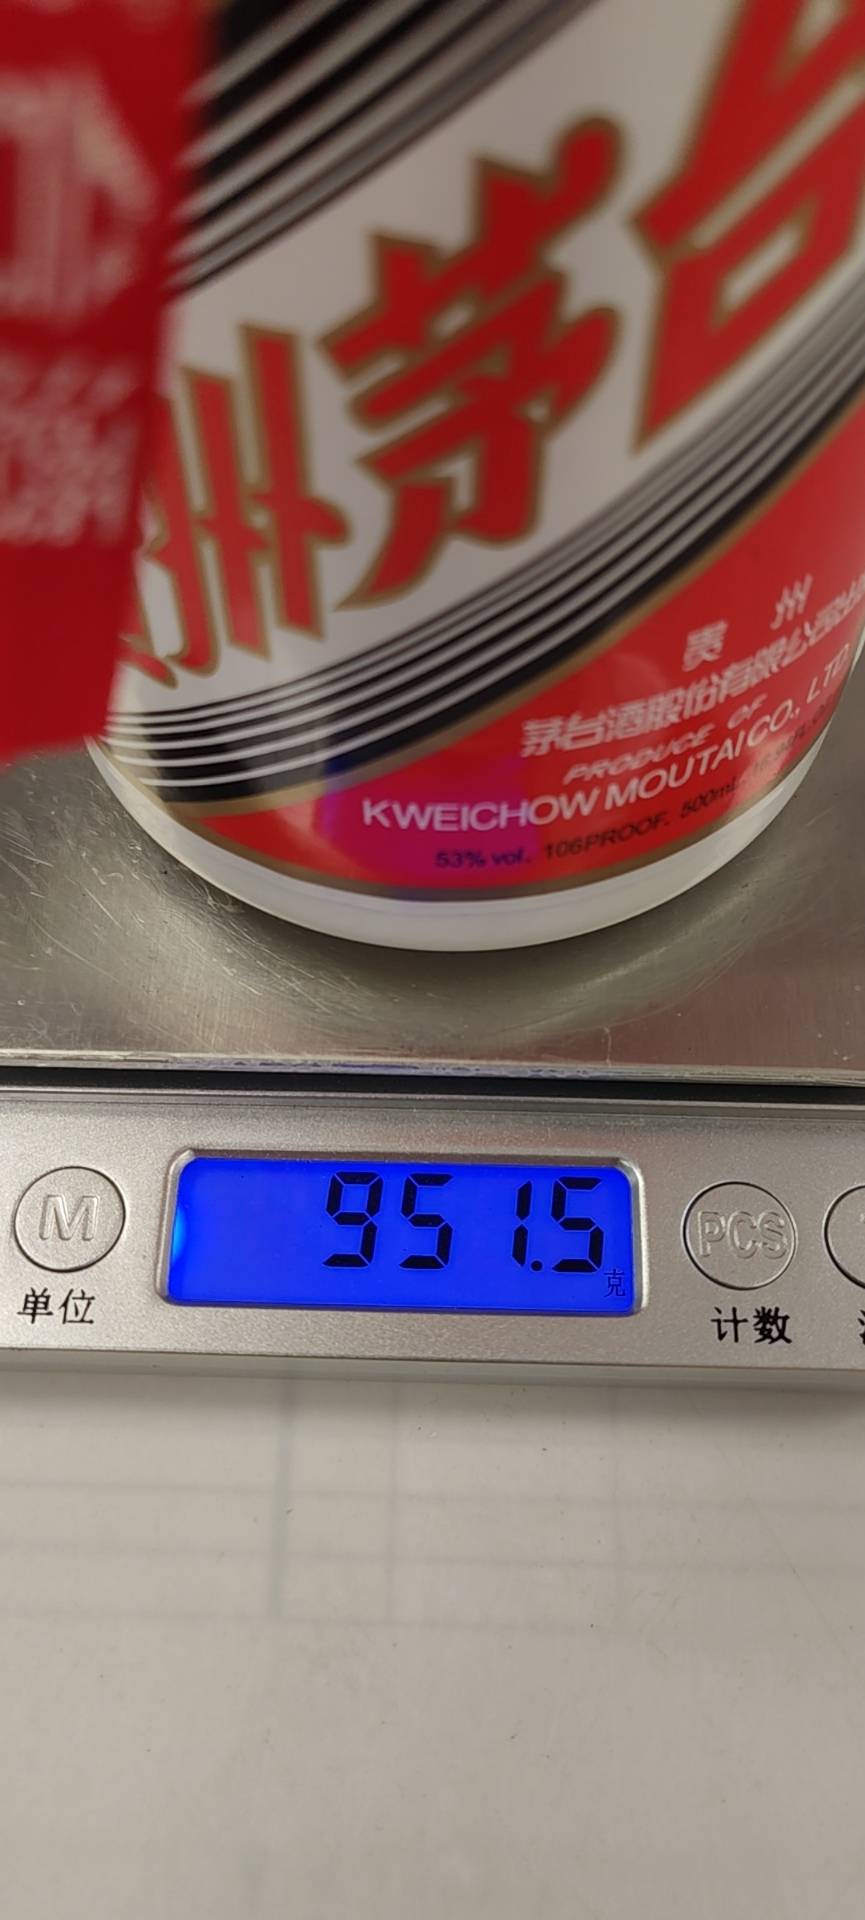 州茅台
贵州
茅台酒股份有限公司
PRODUCE OF
KWEICHOW MOUTAI CO., LTD
53% vol. 106PROOF. 500mL
951.5
克
M
单位
PCS
计数